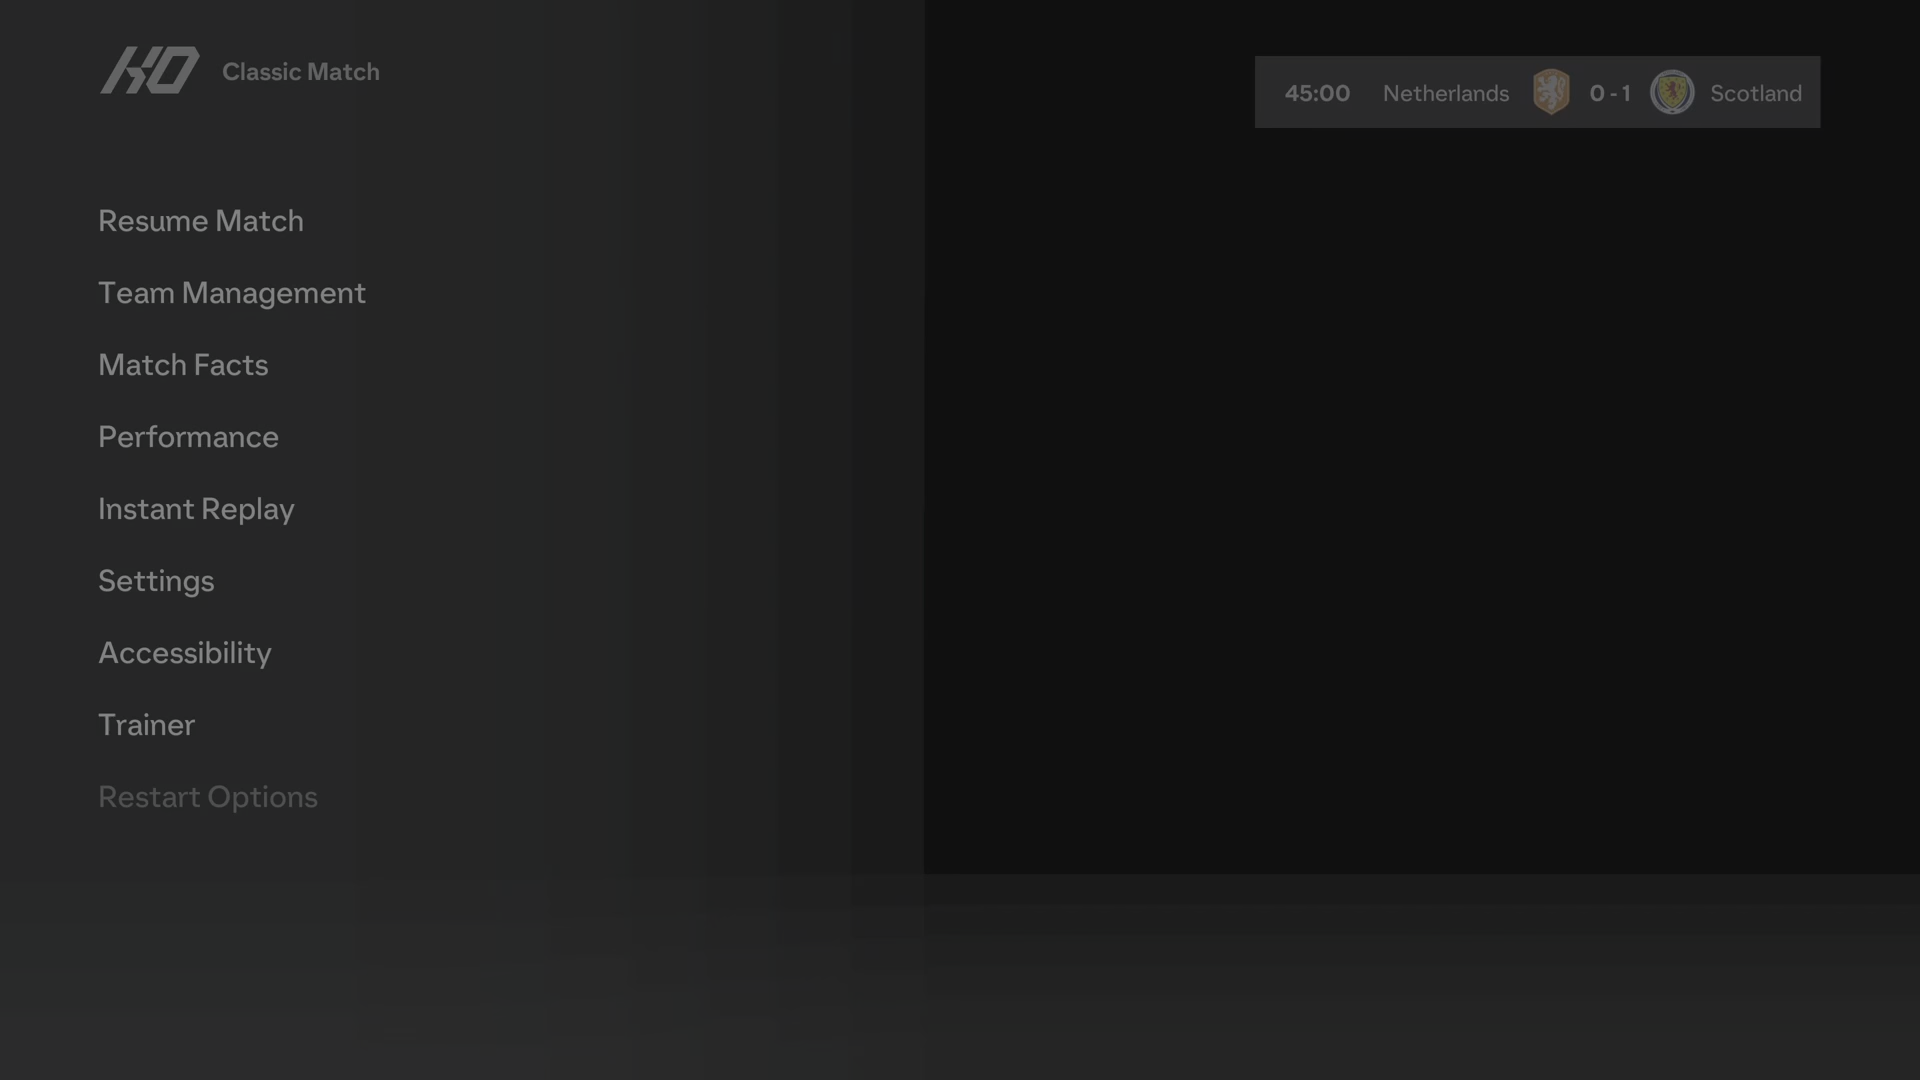 KO Classic Match
45:00 Netherlands 0 - 1 Scotland
Resume Match
Team Management
Match Facts
Performance
Instant Replay
Settings
Accessibility
Trainer
Restart Options